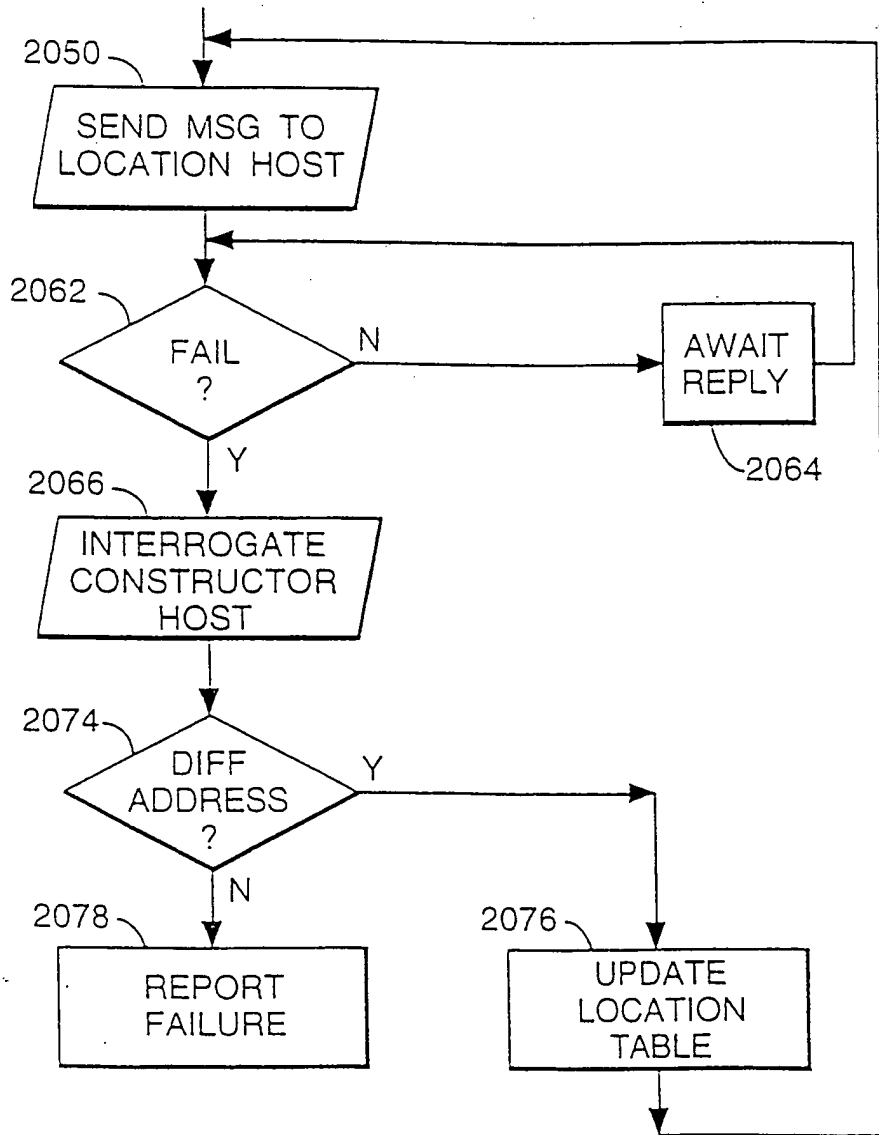 2050
SEND MSG TO
LOCATION HOST
2062
FAIL
?
N
AWAIT
REPLY
2064
Y
2066
INTERROGATE
CONSTRUCTOR
HOST
2074
DIFF
ADDRESS
?
Y
N
2078
REPORT
FAILURE
2076
UPDATE
LOCATION
TABLE